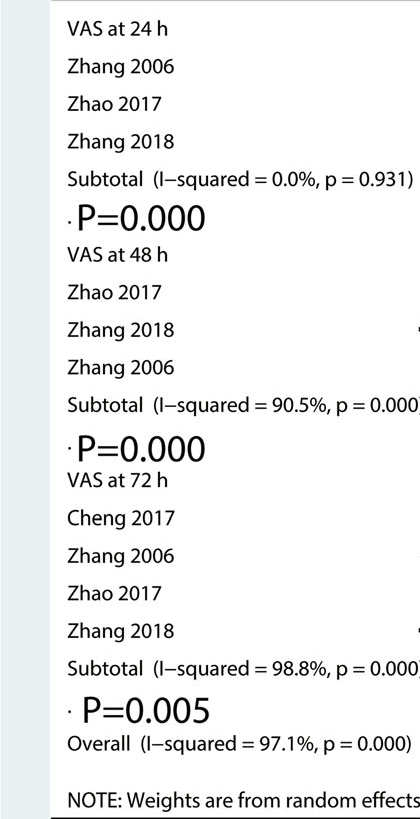 VAS at 24 h
Zhang 2006
Zhao 2017
Zhang 2018
Subtotal (I−squared = 0.0%, p = 0.931)
· P=0.000
VAS at 48 h
Zhao 2017
Zhang 2018
Zhang 2006
Subtotal (I−squared = 90.5%, p = 0.000)
· P=0.000
VAS at 72 h
Cheng 2017
Zhang 2006
Zhao 2017
Zhang 2018
Subtotal (I−squared = 98.8%, p = 0.000)
· P=0.005
Overall (I−squared = 97.1%, p = 0.000)
NOTE: Weights are from random effects